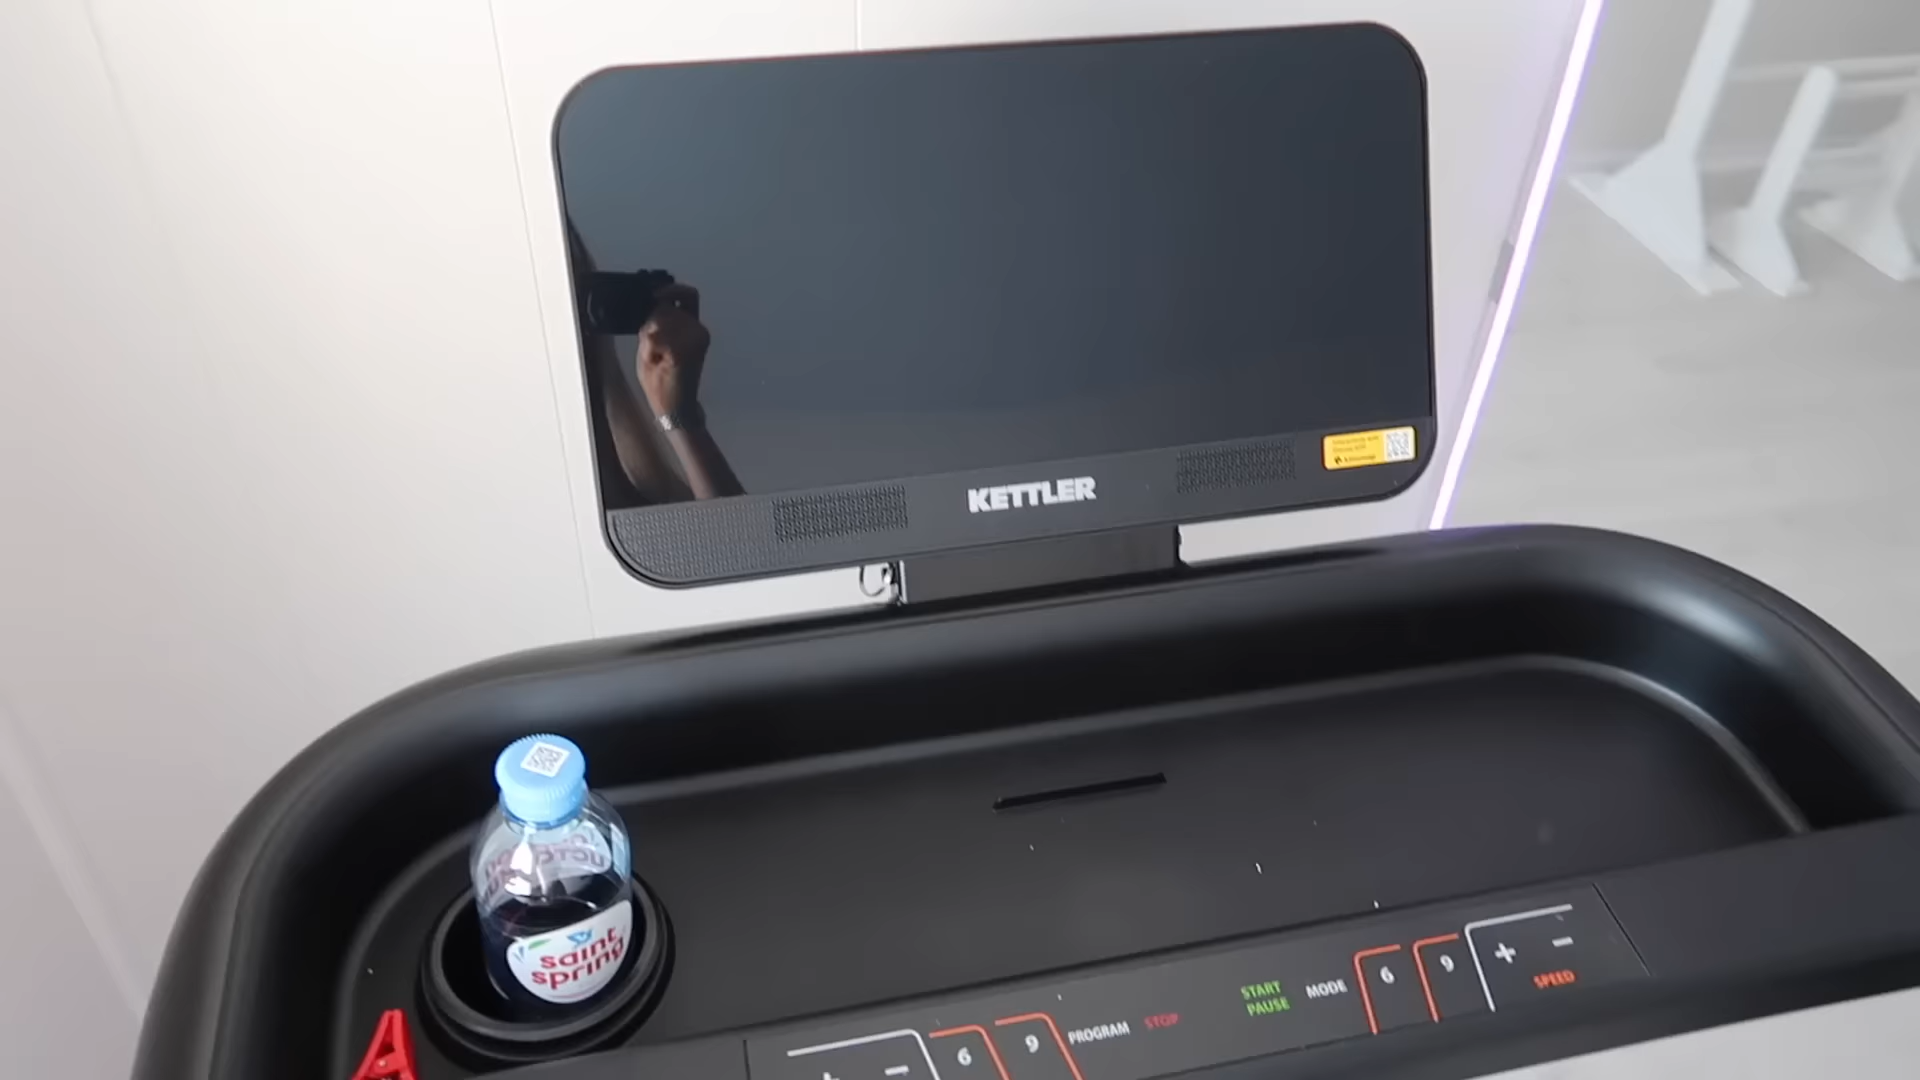 KETTLER
saint
spring
START
PAUSE
MODE
6
9
+
−
SPEED
−
6
9
PROGRAM
STOP